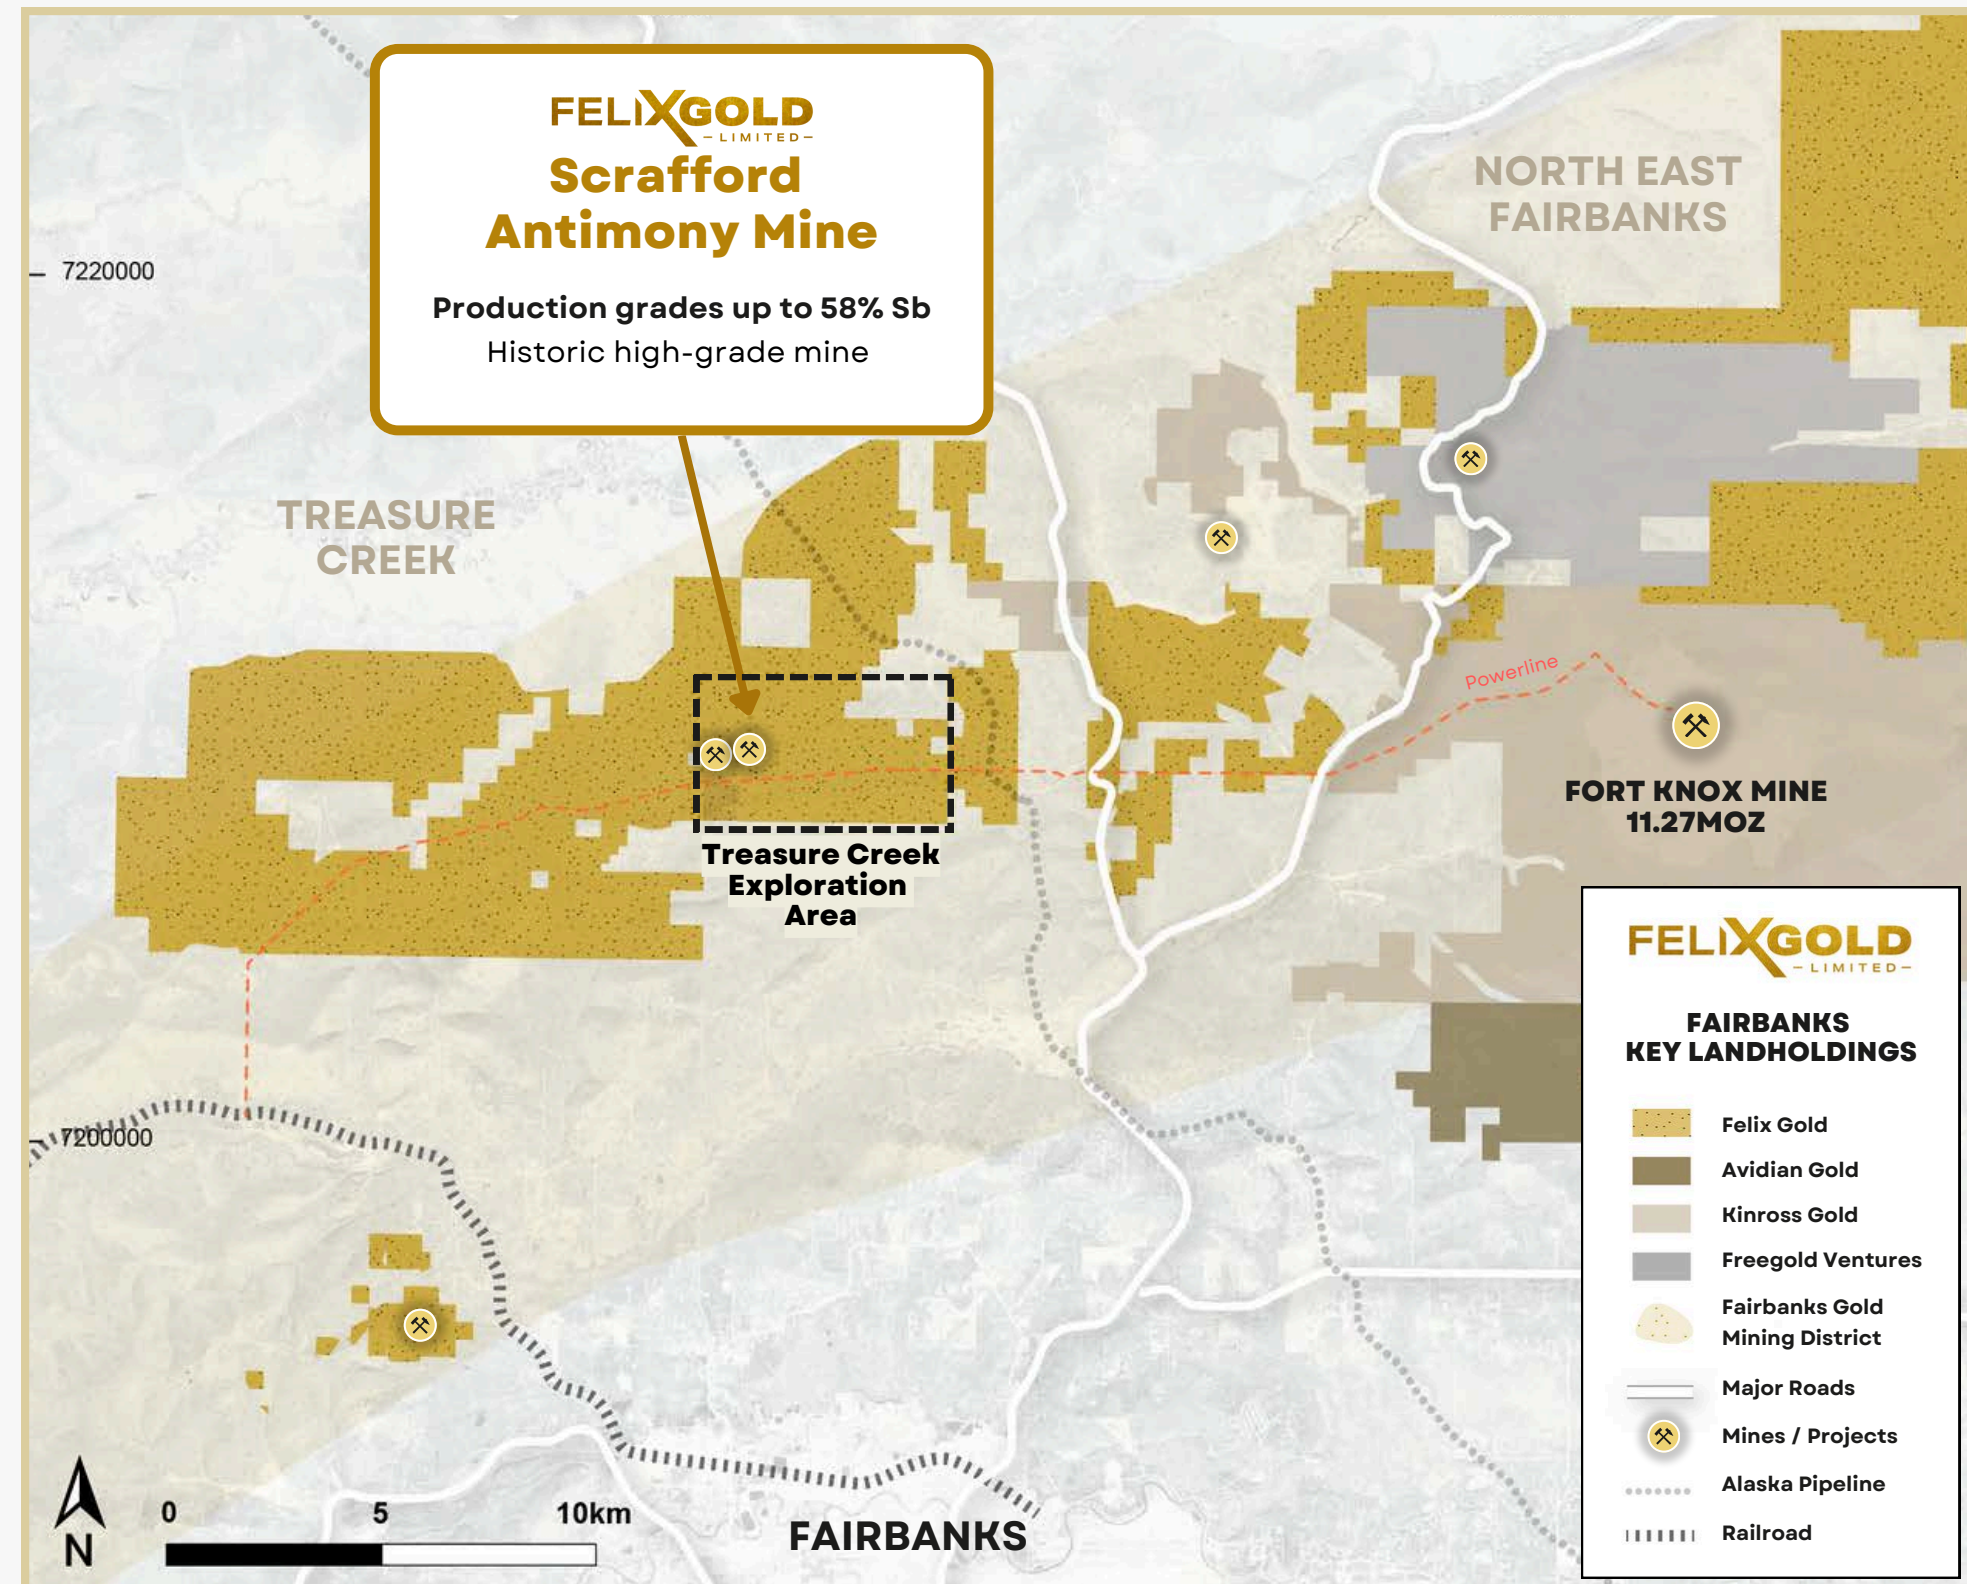 FELIXGOLD
LIMITED
Scrafford
Antimony Mine
Production grades up to 58% Sb
Historic high-grade mine
NORTH EAST
FAIRBANKS
7220000
TREASURE
CREEK
Powerline
FORT KNOX MINE
11.27MOZ
Treasure Creek
Exploration
Area
7200000
FELIXGOLD
LIMITED
FAIRBANKS
KEY LANDHOLDINGS
Felix Gold
Avidian Gold
Kinross Gold
Freegold Ventures
Fairbanks Gold
Mining District
Major Roads
Mines / Projects
Alaska Pipeline
Railroad
0 5 10km
N
FAIRBANKS